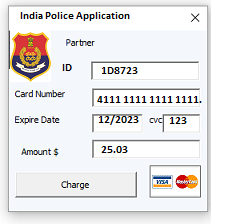 India Police Application
Partner
ID 1D8723
Card Number 4111 1111 1111 1111.
Expire Date 12/2023 cvc 123
Amount $ 25.03
Charge VISA MasterCard